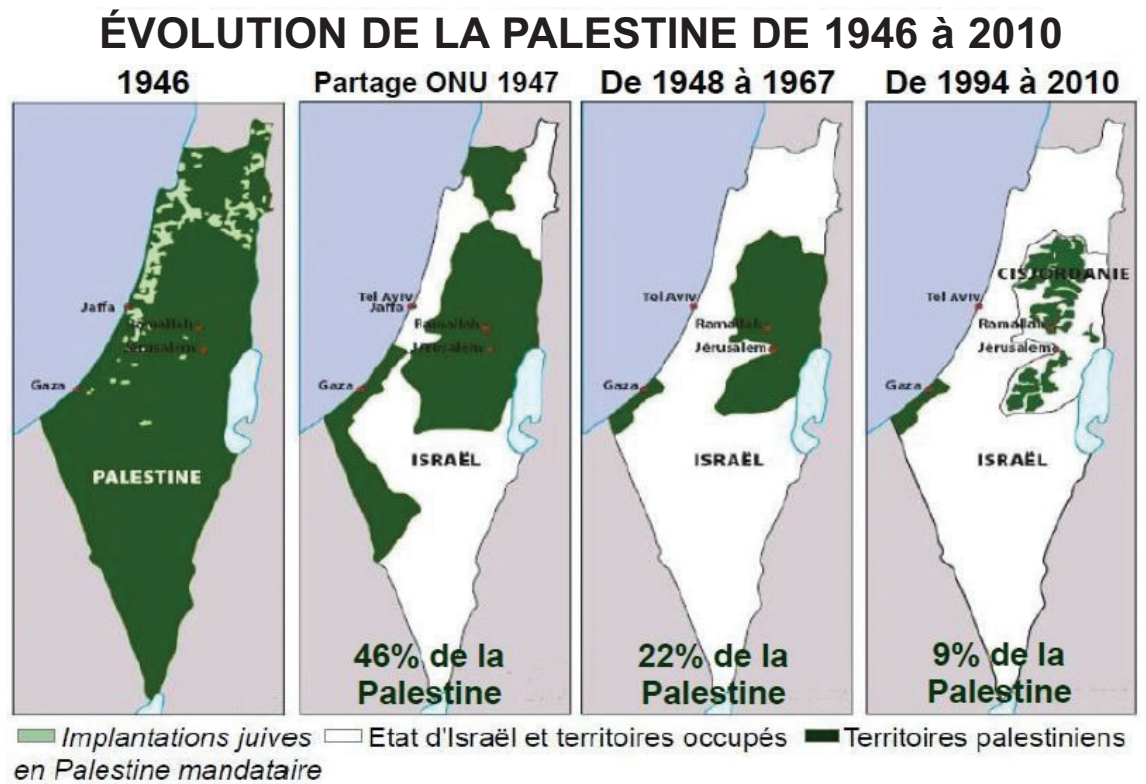 ÉVOLUTION DE LA PALESTINE DE 1946 à 2010
1946
Jaffa
Ramallah
Jérusalem
Gaza
PALESTINE
Partage ONU 1947
Tel Aviv
Jaffa
Ramallah
Jérusalem
Gaza
ISRAËL
46% de la
Palestine
De 1948 à 1967
Tel Aviv
Ramallah
Jérusalem
Gaza
ISRAËL
22% de la
Palestine
De 1994 à 2010
CISJORDANIE
Tel Aviv
Ramallah
Jérusalem
Gaza
ISRAËL
9% de la
Palestine
Implantations juives
en Palestine mandataire
Etat d'Israël et territoires occupés
Territoires palestiniens